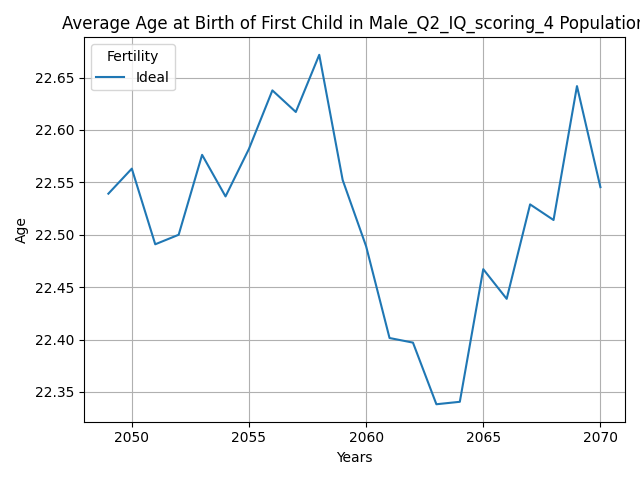 Average Age at Birth of First Child in Male_Q2_IQ_scoring_4 Population
Fertility
Ideal
22.65
22.60
22.55
22.50
22.45
22.40
22.35
Age
2050 2055 2060 2065 2070
Years